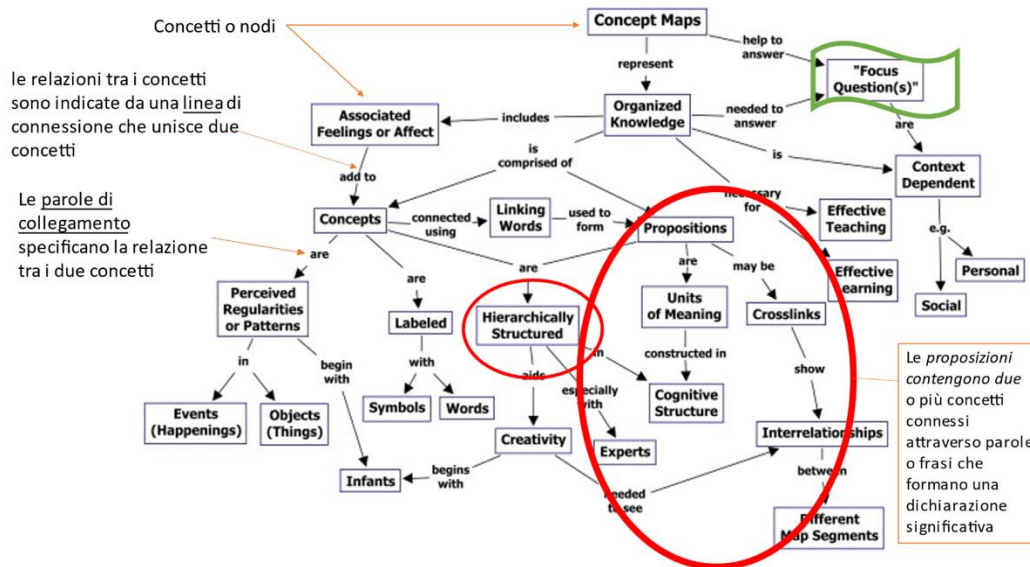 Concetti o nodi
le relazioni tra i concetti
sono indicate da una linea di
connessione che unisce due
concetti
Le parole di
collegamento
specificano la relazione
tra i due concetti
Concept Maps
help to
answer
represent
"Focus
Question(s)"
Associated
Feelings or Affect
includes
Organized
Knowledge
needed to
answer
are
is
comprised of
is
Context
Dependent
add to
necessary
for
Concepts
connected
using
Linking
Words
used to
form
Propositions
Effective
Teaching
e.g.
are
are
are
are
may be
Effective
Learning
Personal
Social
Perceived
Regularities
or Patterns
Labeled
Hierarchically
Structured
Units
of Meaning
Crosslinks
in
begin
with
with
aids
in
especially
with
constructed in
show
Events
(Happenings)
Objects
(Things)
Symbols
Words
Cognitive
Structure
Creativity
Experts
Interrelationships
Infants
begins
with
needed
to see
between
Different
Map Segments
Le proposizioni
contengono due
o più concetti
connessi
attraverso parole
o frasi che
formano una
dichiarazione
significativa